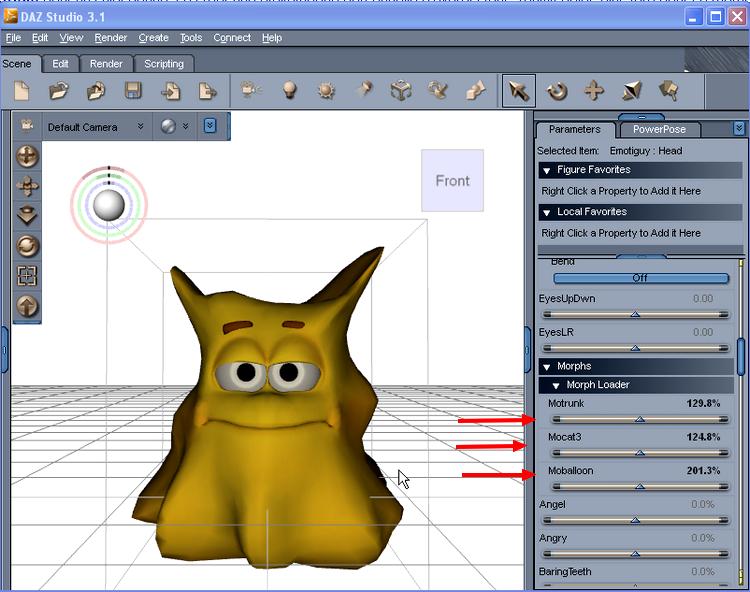 DAZ Studio 3.1
File Edit View Render Create Tools Connect Help
Scene Edit Render Scripting
Default Camera
Front
Parameters PowerPose
Selected Item: Emotiguy : Head
Figure Favorites
Right Click a Property to Add it Here
Local Favorites
Right Click a Property to Add it Here
Bend
Off
EyesUpDwn 0.00
EyesLR 0.00
Morphs
Morph Loader
Motrunk 129.8%
Mocat3 124.8%
Moballoon 201.3%
Angel 0.0%
Angry 0.0%
BaringTeeth 0.0%